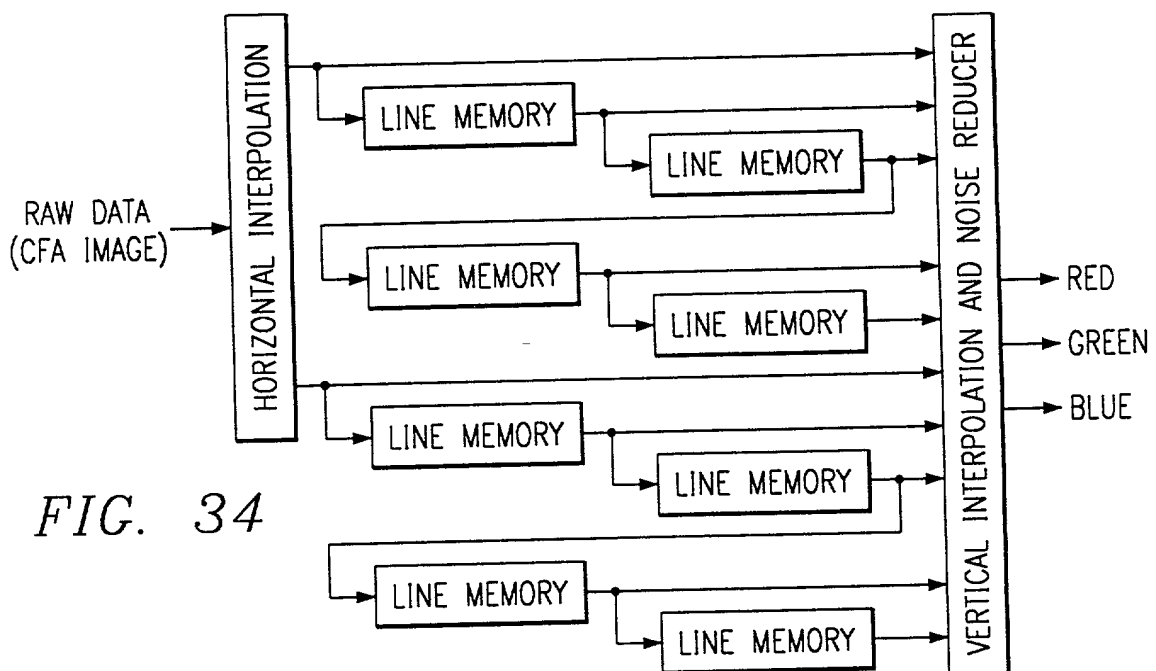 RAW DATA
(CFA IMAGE)
HORIZONTAL INTERPOLATION
LINE MEMORY
LINE MEMORY
LINE MEMORY
LINE MEMORY
LINE MEMORY
LINE MEMORY
LINE MEMORY
LINE MEMORY
VERTICAL INTERPOLATION AND NOISE REDUCER
RED
GREEN
BLUE
FIG. 34